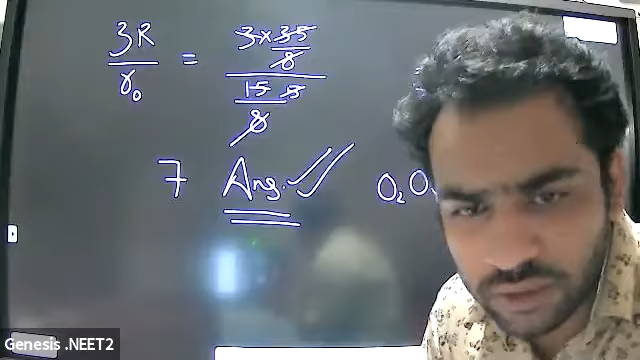 3R/r₀ = (3×35/8)/(15/8)
7 Ans. O₂O
Genesis .NEET2